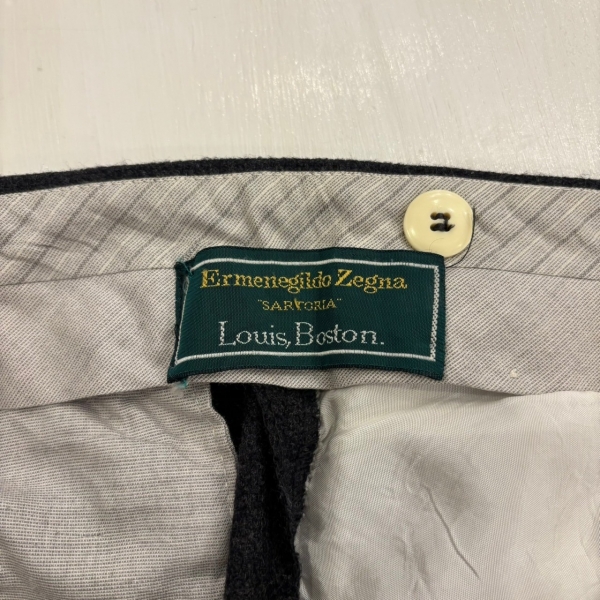 Ermenegildo Zegna
"SARTORIA"
Louis, Boston.